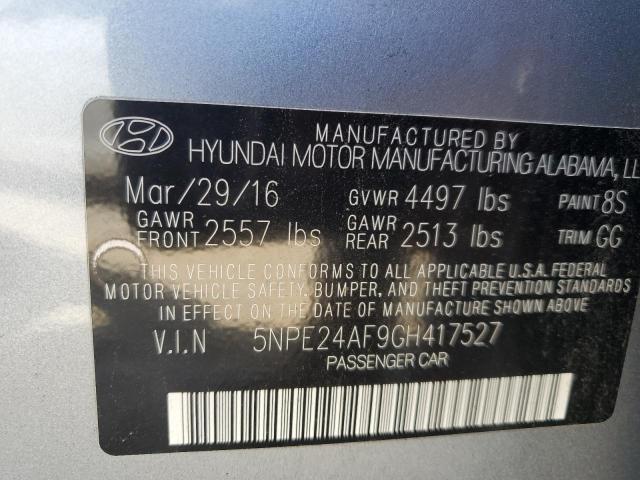 MANUFACTURED BY
HYUNDAI MOTOR MANUFACTURING ALABAMA, LL
Mar/29/16 GVWR 4497 lbs PAINT 8S
GAWR FRONT 2557 lbs GAWR REAR 2513 lbs TRIM GG
THIS VEHICLE CONFORMS TO ALL APPLICABLE U.S.A. FEDERAL
MOTOR VEHICLE SAFETY, BUMPER, AND THEFT PREVENTION STANDARDS
IN EFFECT ON THE DATE OF MANUFACTURE SHOWN ABOVE.
V.I.N 5NPE24AF9GH417527
PASSENGER CAR